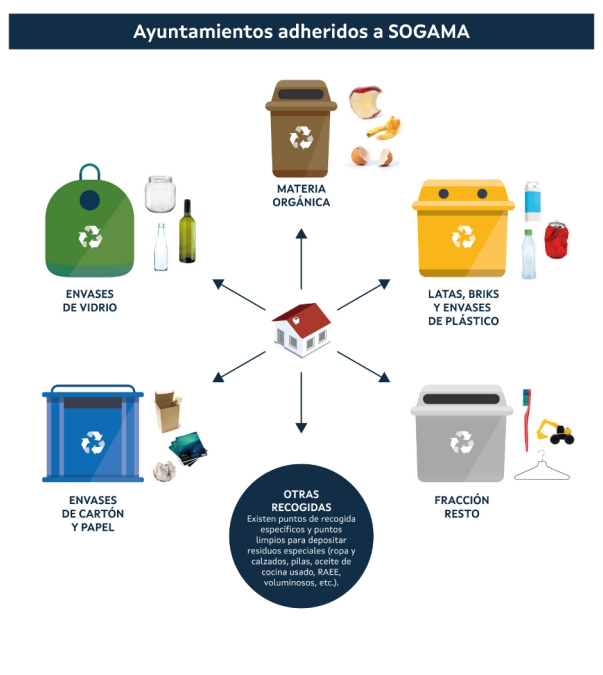 Ayuntamientos adheridos a SOGAMA
MATERIA
ORGÁNICA
ENVASES
DE VIDRIO
LATAS, BRIKS
Y ENVASES
DE PLÁSTICO
ENVASES
DE CARTÓN
Y PAPEL
OTRAS
RECOGIDAS
Existen puntos de recogida
específicos y puntos
limpios para depositar
residuos especiales (ropa y
calzados, pilas, aceite de
cocina usado, RAEE,
voluminosos, etc.).
FRACCIÓN
RESTO